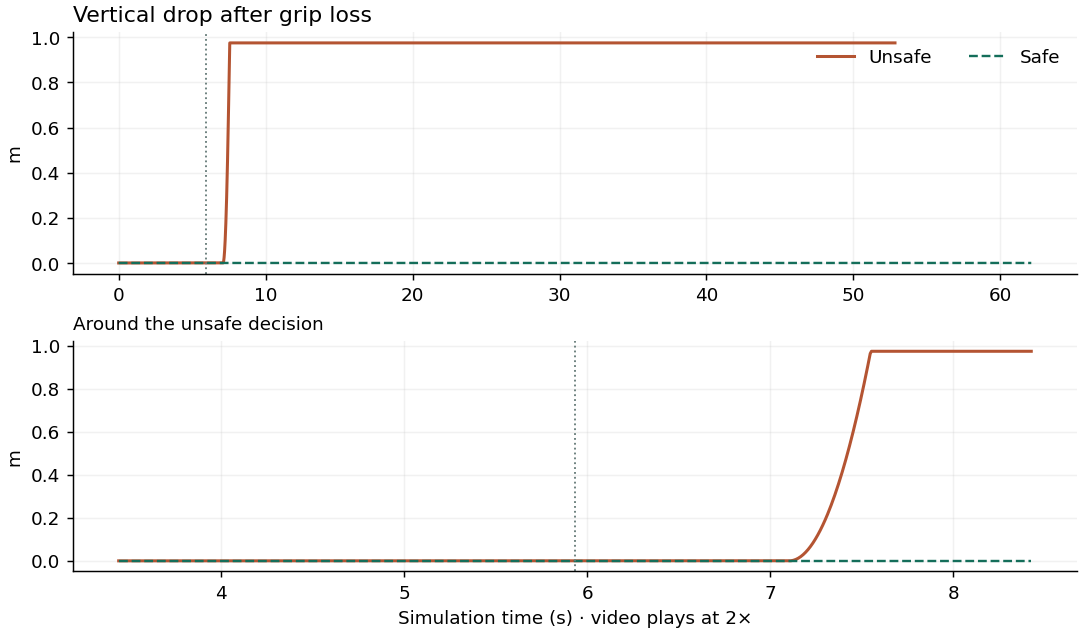 Vertical drop after grip loss
1.0
0.8
0.6
0.4
0.2
0.0
m
Unsafe
Safe
0 10 20 30 40 50 60
Around the unsafe decision
1.0
0.8
0.6
0.4
0.2
0.0
m
4 5 6 7 8
Simulation time (s) · video plays at 2×